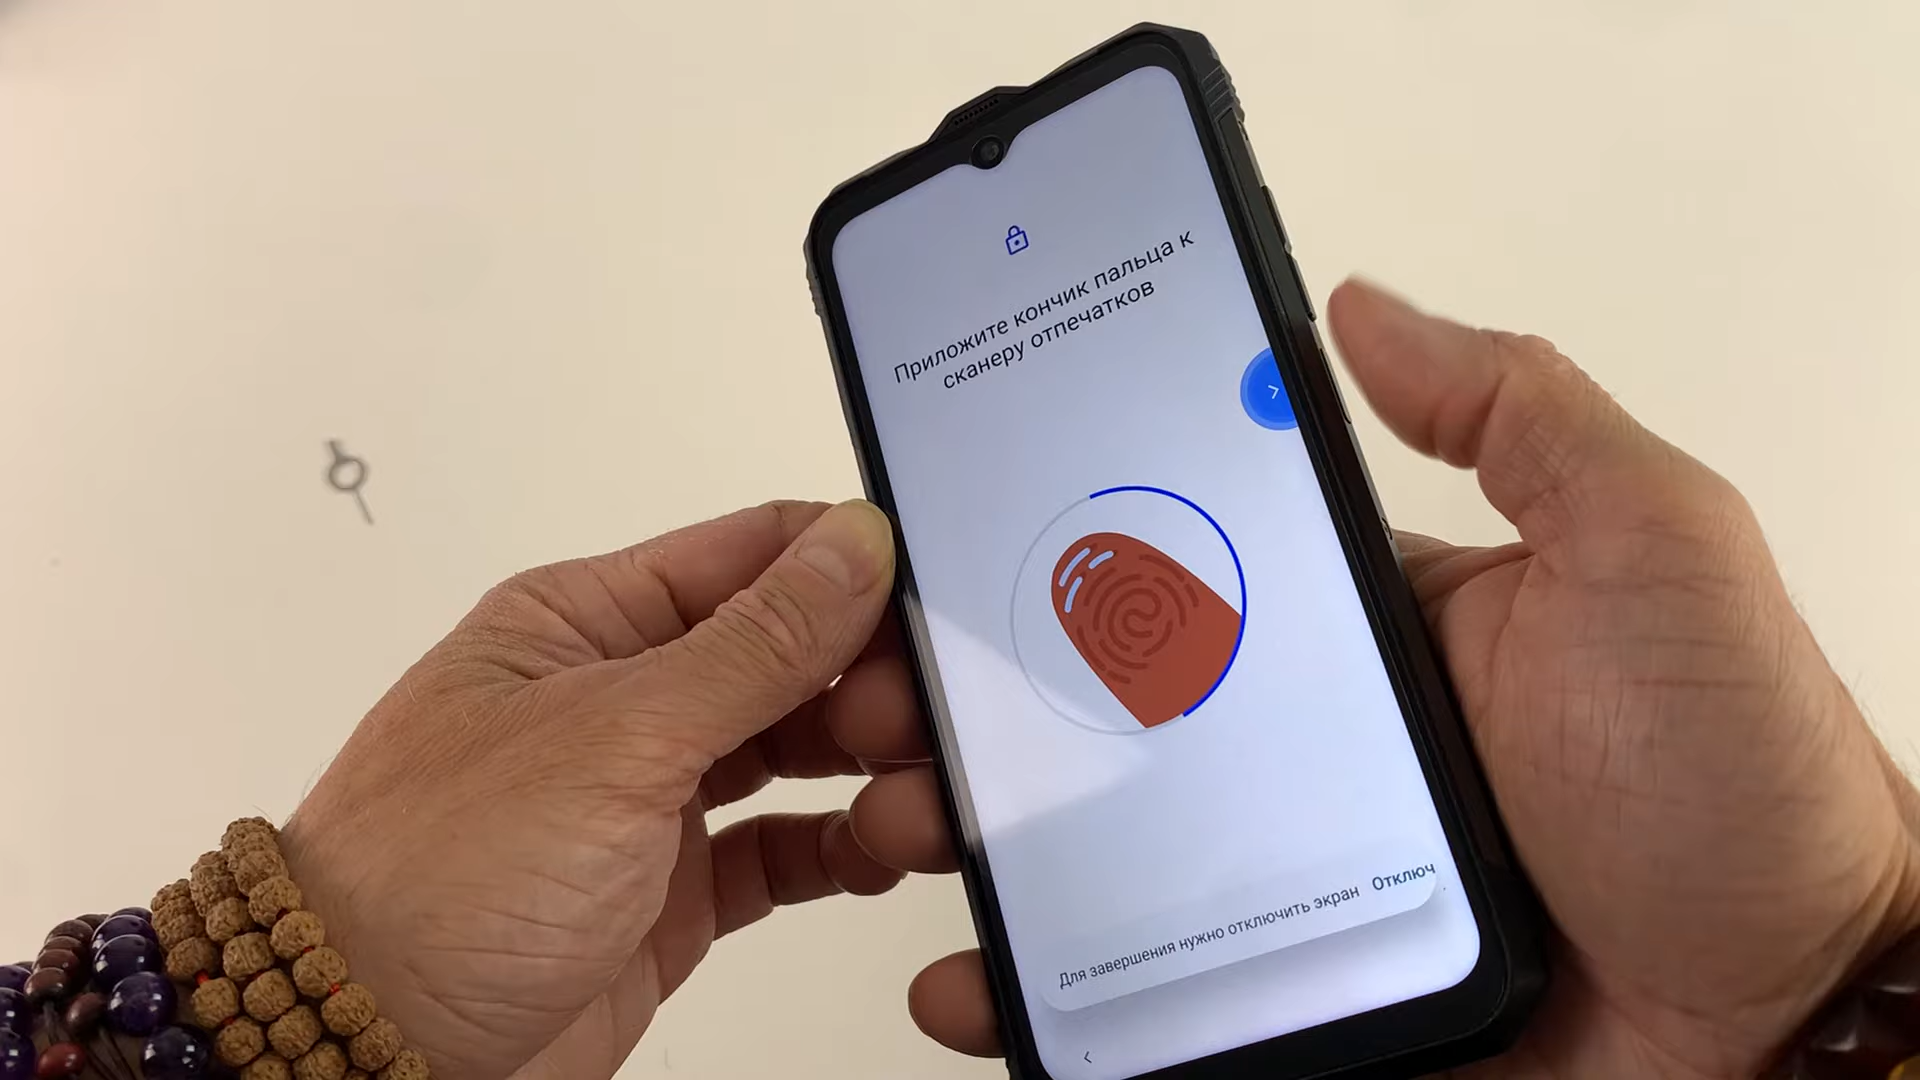 Приложите кончик пальца к
сканеру отпечатков
Для завершения нужно отключить экран Отключ